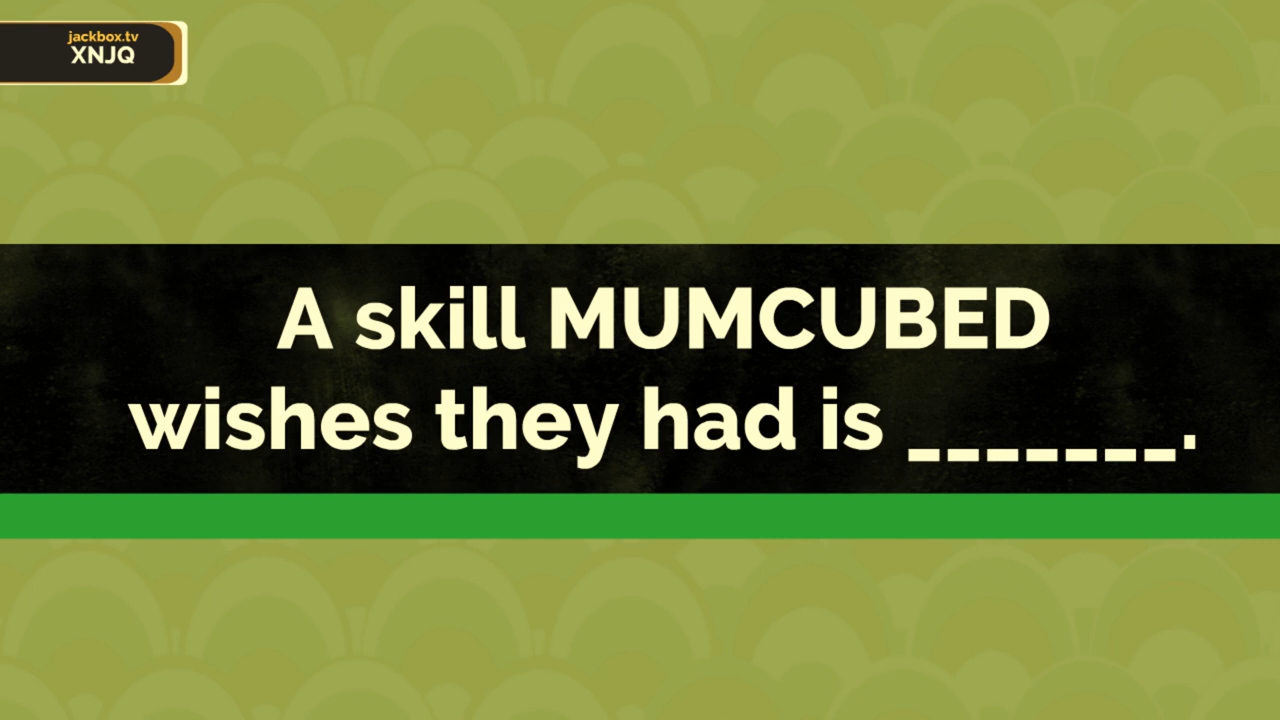 jackbox.tv
XNJQ
A skill MUMCUBED
wishes they had is _______.